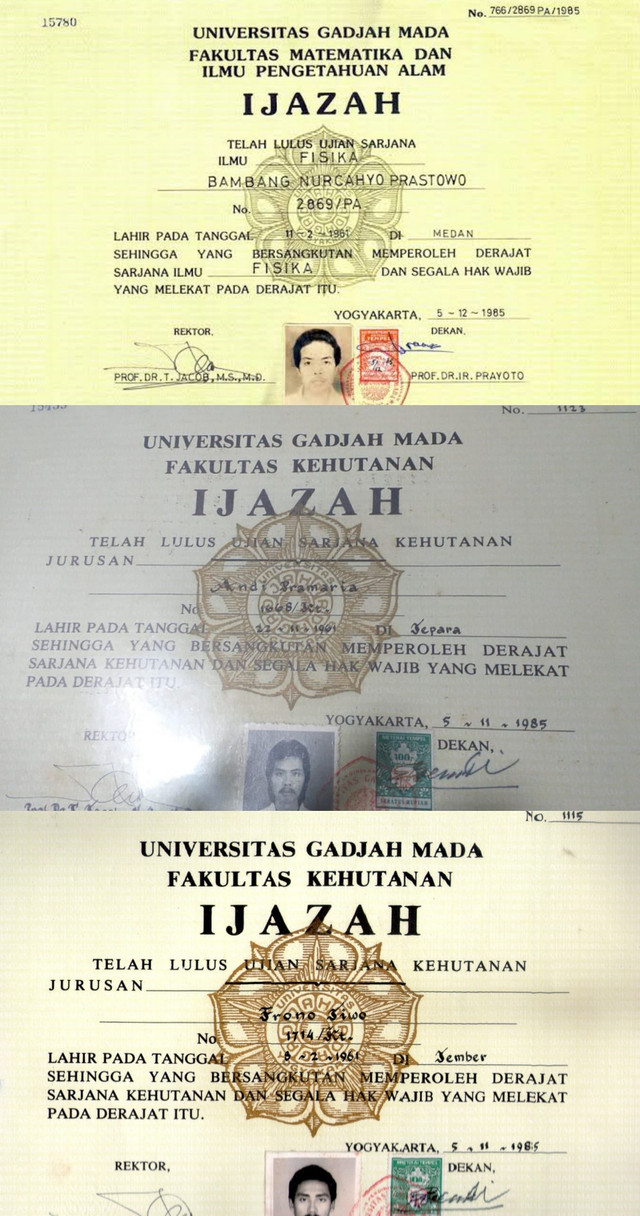 15780
No. 766/2869 PA/1985
UNIVERSITAS GADJAH MADA
FAKULTAS MATEMATIKA DAN
ILMU PENGETAHUAN ALAM
IJAZAH
TELAH LULUS UJIAN SARJANA
ILMU FISIKA
BAMBANG NURCAHYO PRASTOWO
No. 2869/PA
LAHIR PADA TANGGAL 11-2-1961 DI MEDAN
SEHINGGA YANG BERSANGKUTAN MEMPEROLEH DERAJAT
SARJANA ILMU FISIKA DAN SEGALA HAK WAJIB
YANG MELEKAT PADA DERAJAT ITU.
YOGYAKARTA, 5-12-1985
REKTOR, DEKAN,
PROF. DR. T. JACOB, M.S., M.D. PROF. DR. IR. PRAYOTO
No. 1123
UNIVERSITAS GADJAH MADA
FAKULTAS KEHUTANAN
IJAZAH
TELAH LULUS UJIAN SARJANA KEHUTANAN
JURUSAN
Andi Pramaria
No. 1668/Kt.
LAHIR PADA TANGGAL 22-11-1961 DI Jepara
SEHINGGA YANG BERSANGKUTAN MEMPEROLEH DERAJAT
SARJANA KEHUTANAN DAN SEGALA HAK WAJIB YANG MELEKAT
PADA DERAJAT ITU.
YOGYAKARTA, 5-11-1985
REKTOR DEKAN,
100
No. 1115
UNIVERSITAS GADJAH MADA
FAKULTAS KEHUTANAN
IJAZAH
TELAH LULUS UJIAN SARJANA KEHUTANAN
JURUSAN
Frono Jiwo
No 1714/Kt.
LAHIR PADA TANGGAL 8-2-1961 DI Jember
SEHINGGA YANG BERSANGKUTAN MEMPEROLEH DERAJAT
SARJANA KEHUTANAN DAN SEGALA HAK WAJIB YANG MELEKAT
PADA DERAJAT ITU.
YOGYAKARTA, 5-11-1985
REKTOR, DEKAN,
100